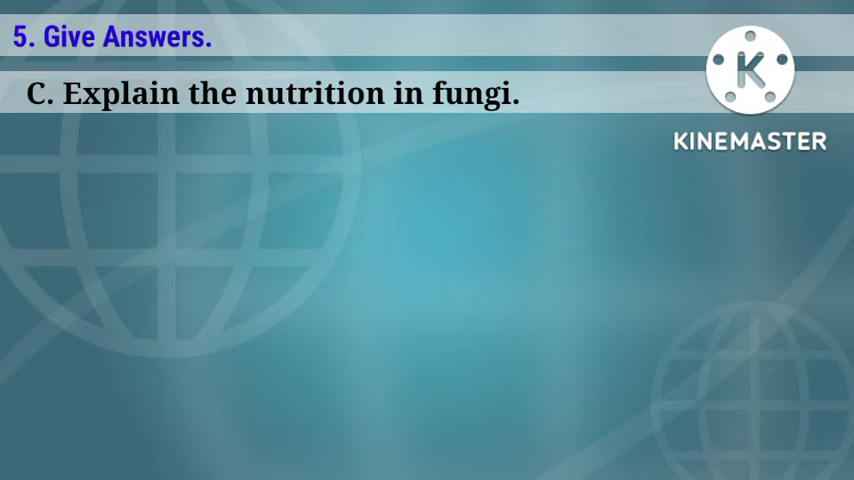 5. Give Answers.
C. Explain the nutrition in fungi.
K
KINEMASTER